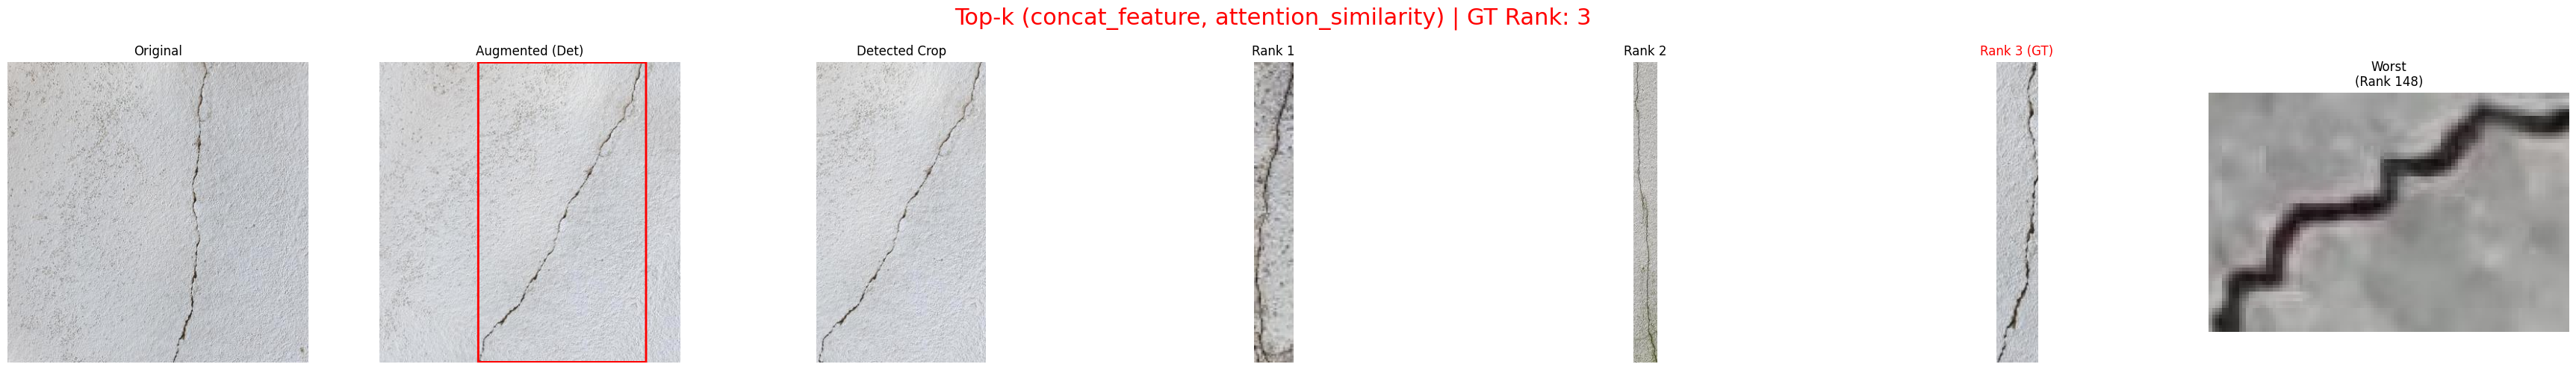 Top-k (concat_feature, attention_similarity) | GT Rank: 3
Original
Augmented (Det)
Detected Crop
Rank 1
Rank 2
Rank 3 (GT)
Worst
(Rank 148)